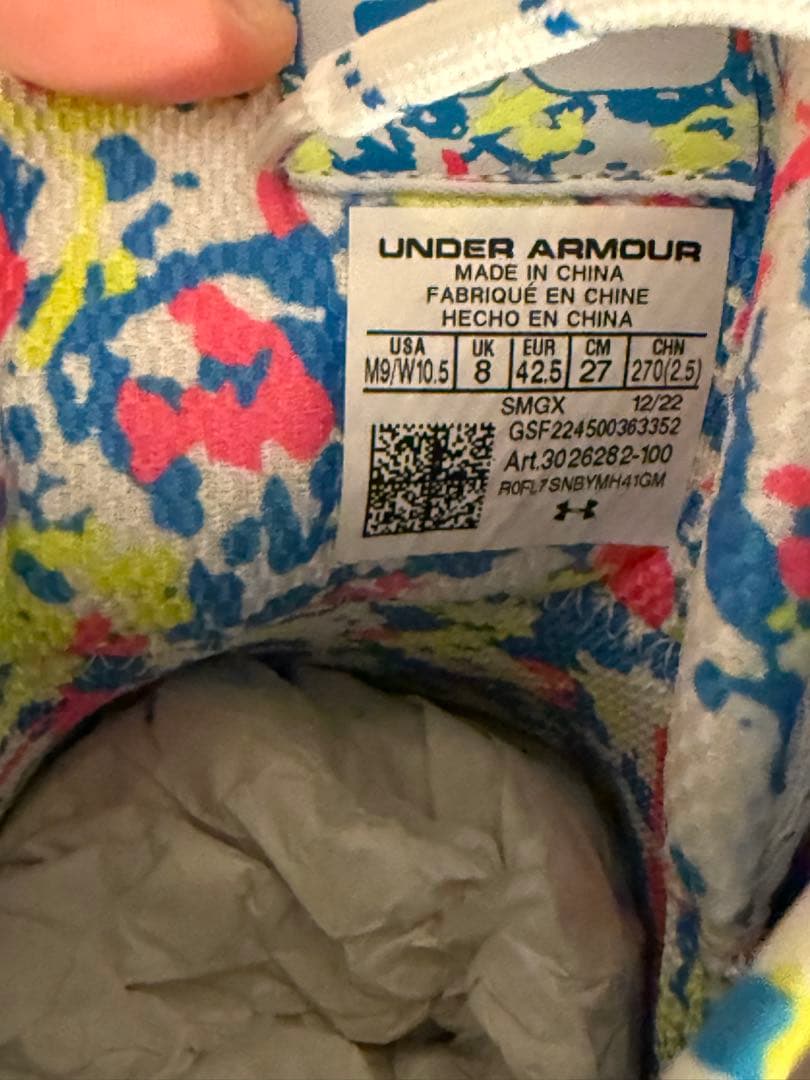 UNDER ARMOUR
MADE IN CHINA
FABRIQUÉ EN CHINE
HECHO EN CHINA
USA UK EUR CM CHN
M9/W10.5 8 42.5 27 270(2.5)
SMGX 12/22
GSF224500363352
Art.3026282-100
R0FL7SNBYMH41GM